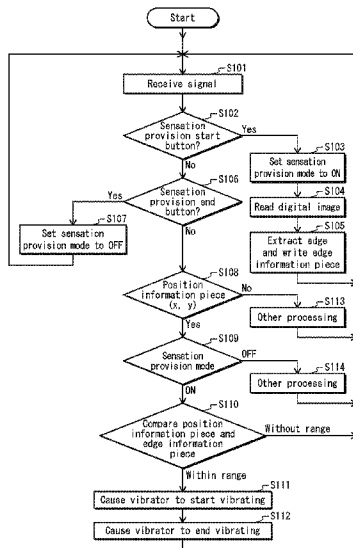 Start
S101
Receive signal
S102
Sensation
provision start
button?
Yes
No
S103
Set sensation
provision mode to ON
S104
Read digital image
S105
Extract edge
and write edge
information piece
S106
Sensation
provision end
button?
Yes
No
S107
Set sensation
provision mode to OFF
S108
Position
information piece
(x, y)
No
Yes
S113
Other processing
S109
Sensation
provision mode
OFF
ON
S114
Other processing
S110
Compare position
information piece and
edge information
piece
Without range
Within range
S111
Cause vibrator to start vibrating
S112
Cause vibrator to end vibrating